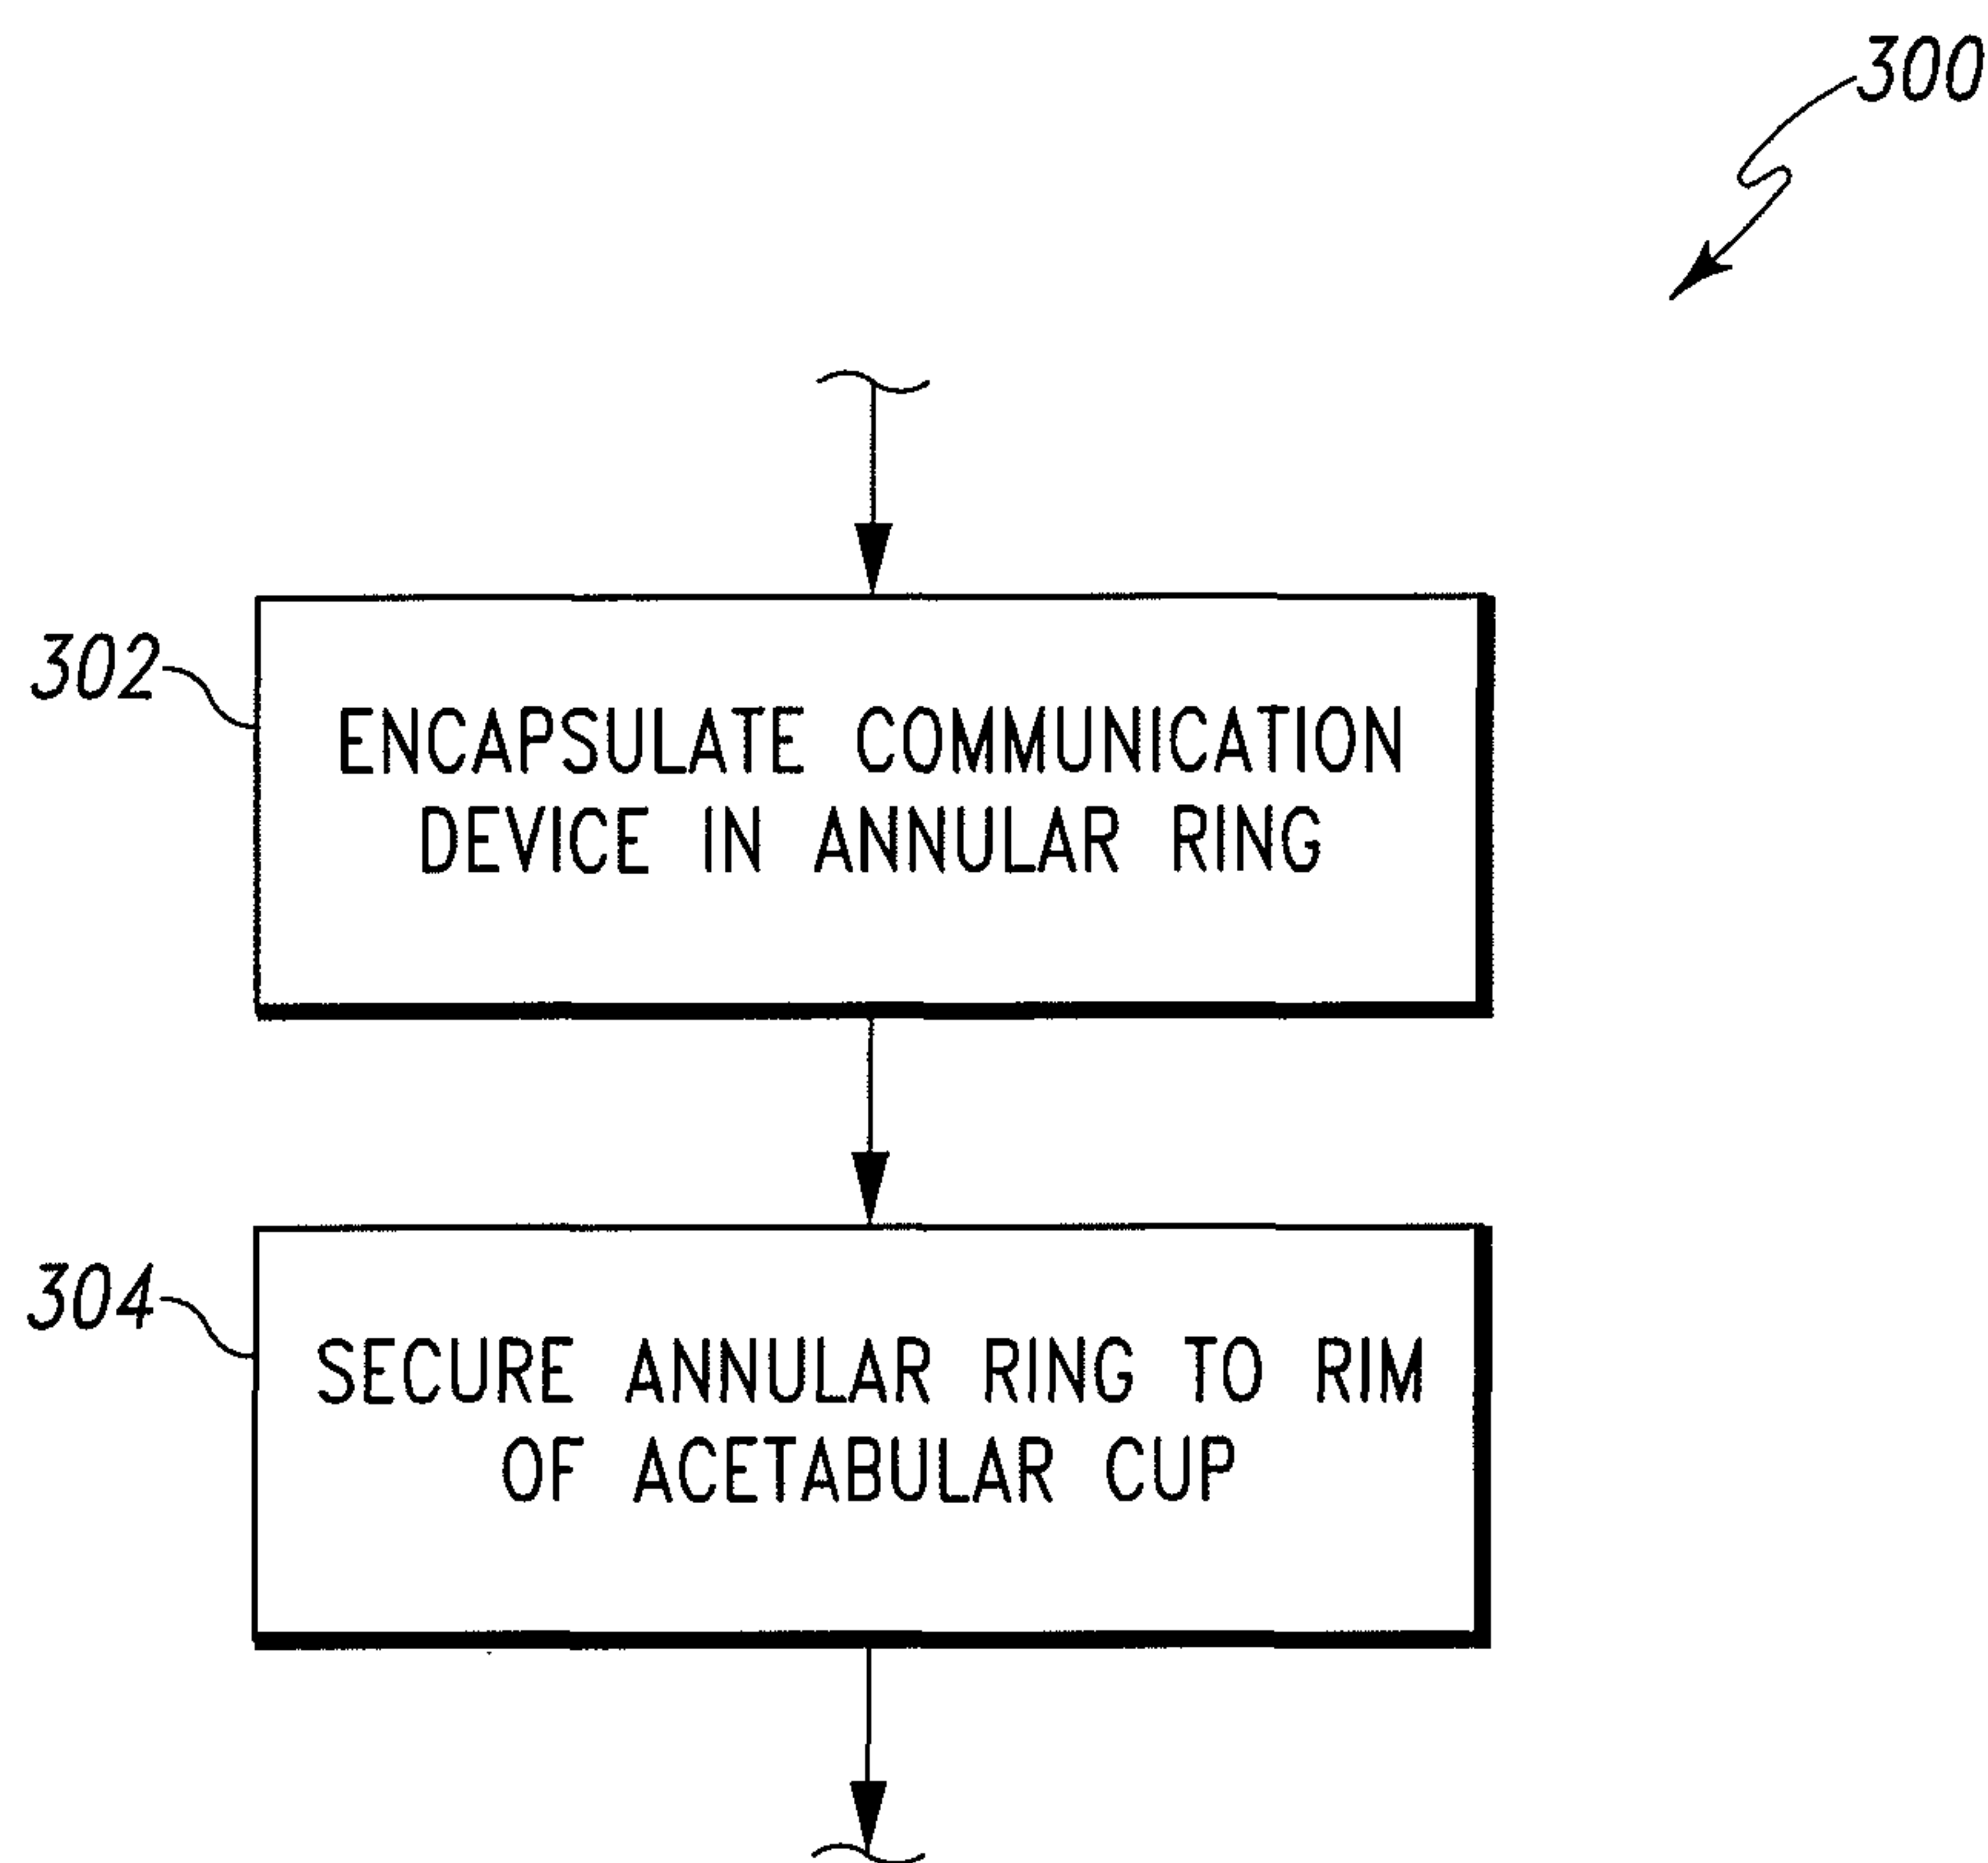 300
302
ENCAPSULATE COMMUNICATION
DEVICE IN ANNULAR RING
304
SECURE ANNULAR RING TO RIM
OF ACETABULAR CUP